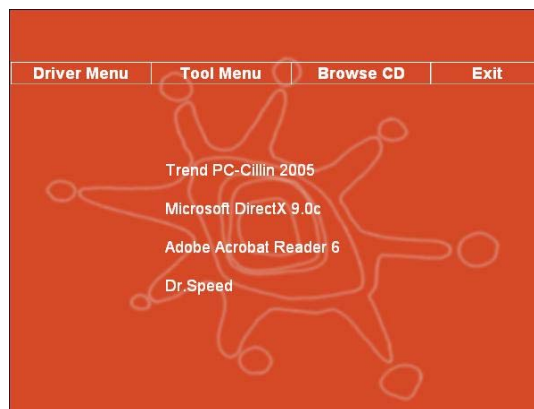 Driver Menu Tool Menu Browse CD Exit
Trend PC-Cillin 2005
Microsoft DirectX 9.0c
Adobe Acrobat Reader 6
Dr.Speed